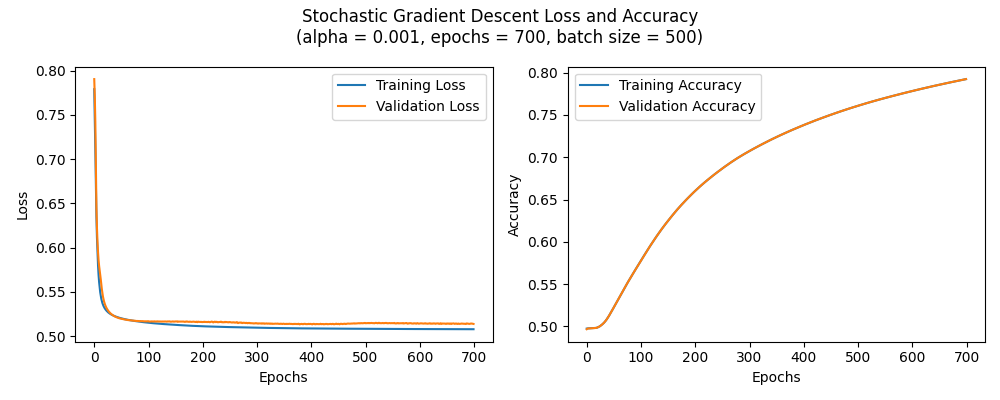 Stochastic Gradient Descent Loss and Accuracy
(alpha = 0.001, epochs = 700, batch size = 500)
Training Loss
Validation Loss
0.80
0.75
0.70
0.65
0.60
0.55
0.50
Loss
0 100 200 300 400 500 600 700
Epochs
Training Accuracy
Validation Accuracy
0.80
0.75
0.70
0.65
0.60
0.55
0.50
Accuracy
0 100 200 300 400 500 600 700
Epochs